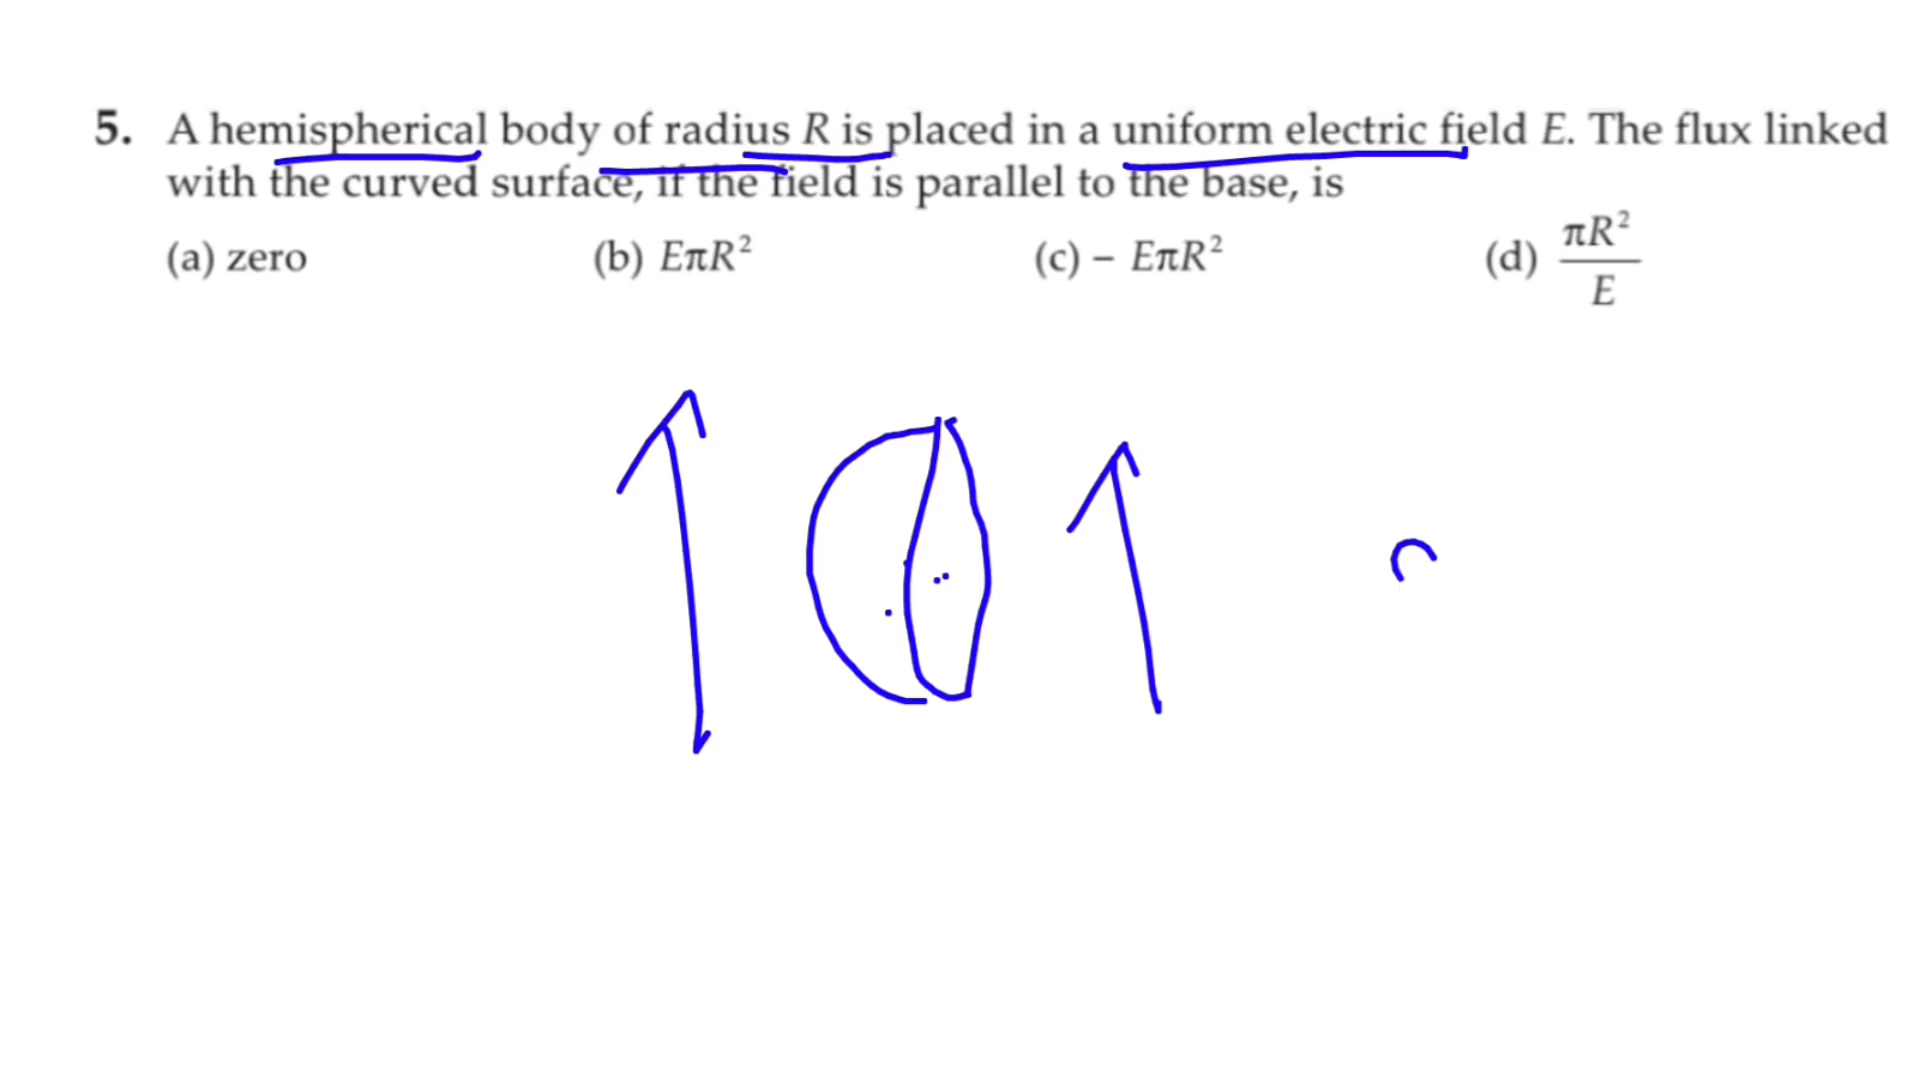 5. A hemispherical body of radius R is placed in a uniform electric field E. The flux linked
with the curved surface, if the field is parallel to the base, is
(a) zero (b) EπR² (c) – EπR² (d) πR²/E